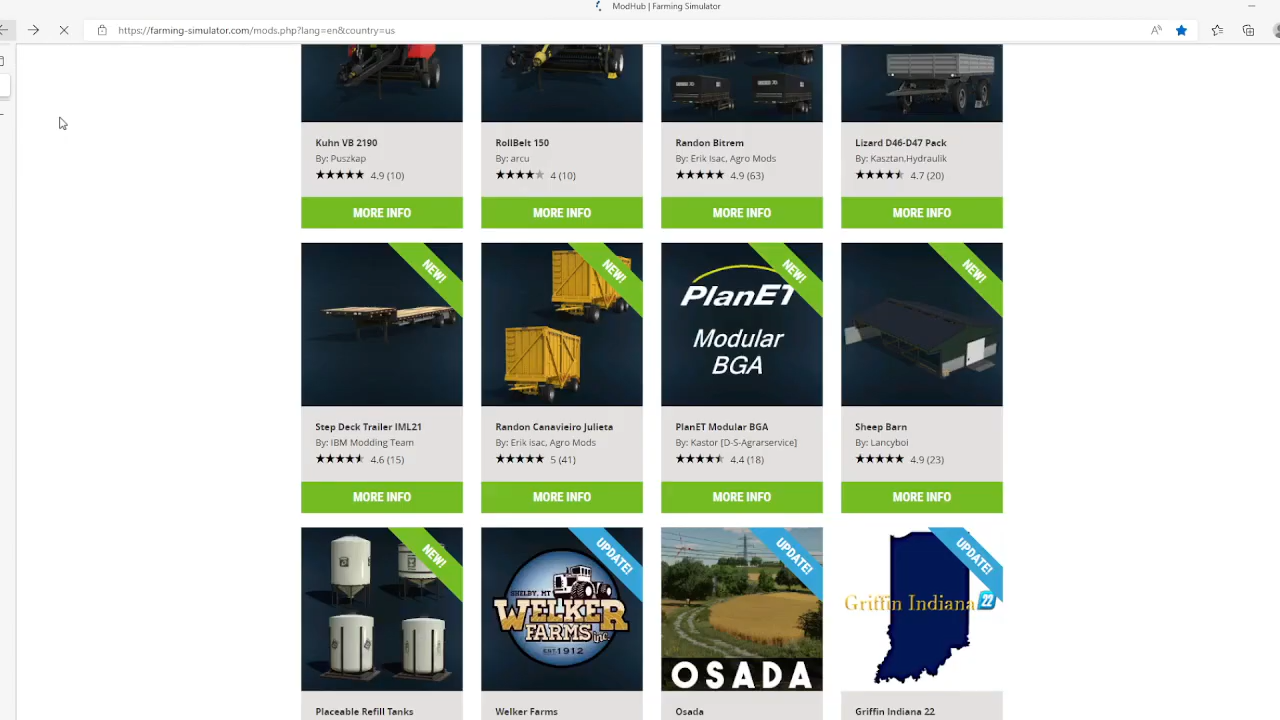 ModHub | Farming Simulator
https://farming-simulator.com/mods.php?lang=en&country=us
Kuhn VB 2190
By: Puszkap
4.9 (10)
MORE INFO
RollBelt 150
By: arcu
4 (10)
MORE INFO
Randon Bitrem
By: Erik Isac, Agro Mods
4.9 (63)
MORE INFO
Lizard D46-D47 Pack
By: Kasztan.Hydraulik
4.7 (20)
MORE INFO
NEW!
Step Deck Trailer IML21
By: IBM Modding Team
4.6 (15)
MORE INFO
NEW!
Randon Canavieiro Julieta
By: Erik isac, Agro Mods
5 (41)
MORE INFO
NEW!
PlanET
Modular
BGA
PlanET Modular BGA
By: Kastor [D-S-Agrarservice]
4.4 (18)
MORE INFO
NEW!
Sheep Barn
By: Lancyboi
4.9 (23)
MORE INFO
NEW!
Placeable Refill Tanks
UPDATE!
SHELBY, MT
WELKER
FARMS inc.
EST. 1912
Welker Farms
UPDATE!
OSADA
Osada
UPDATE!
Griffin Indiana 22
Griffin Indiana 22